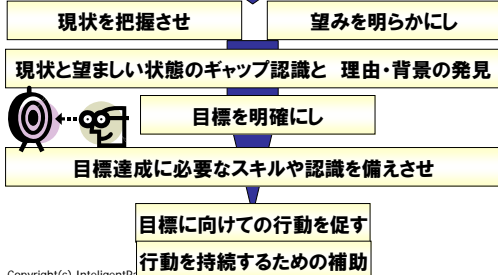 現状を把握させ 望みを明らかにし
現状と望ましい状態のギャップ認識と 理由・背景の発見
目標を明確にし
目標達成に必要なスキルや認識を備えさせ
目標に向けての行動を促す
行動を持続するための補助
Copyright(c) InteligentPa